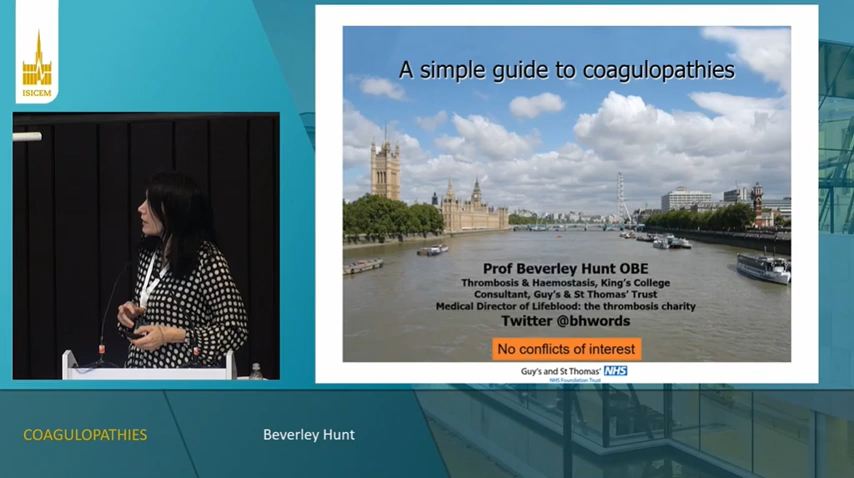 ISICEM
A simple guide to coagulopathies
Prof Beverley Hunt OBE
Thrombosis & Haemostasis, King's College
Consultant, Guy's & St Thomas' Trust
Medical Director of Lifeblood: the thrombosis charity
Twitter @bhwords
No conflicts of interest
Guy's and St Thomas' NHS
NHS Foundation Trust
COAGULOPATHIES
Beverley Hunt